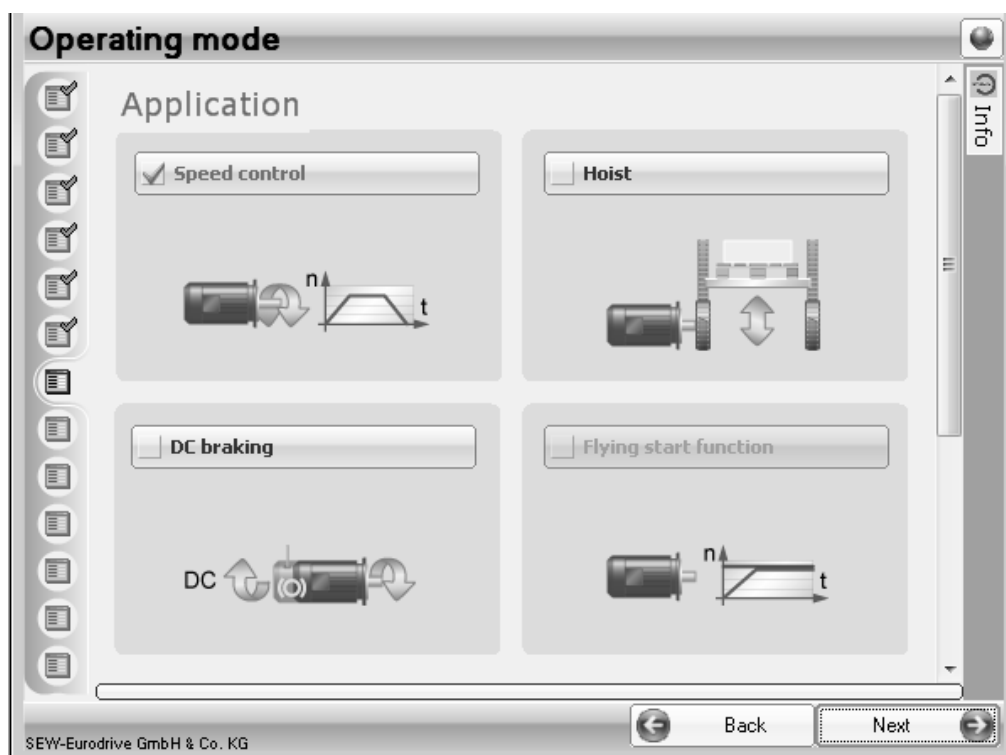 Operating mode
Info
Application
Speed control
Hoist
n
t
DC braking
Flying start function
DC
n
t
Back
Next
SEW-Eurodrive GmbH & Co. KG